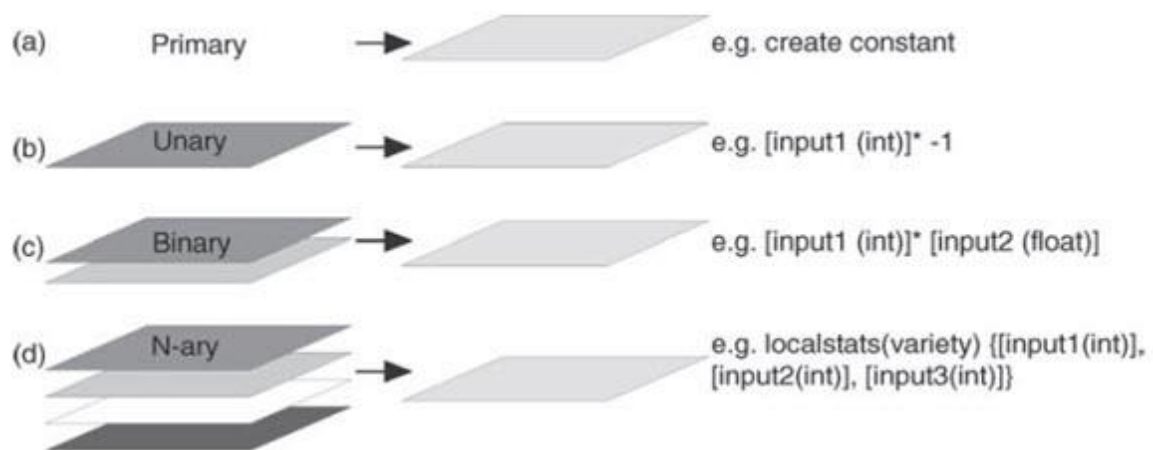 (a) Primary e.g. create constant
(b) Unary e.g. [input1 (int)]* -1
(c) Binary e.g. [input1 (int)]* [input2 (float)]
(d) N-ary e.g. localstats(variety) {[input1(int)],
[input2(int)], [input3(int)]}